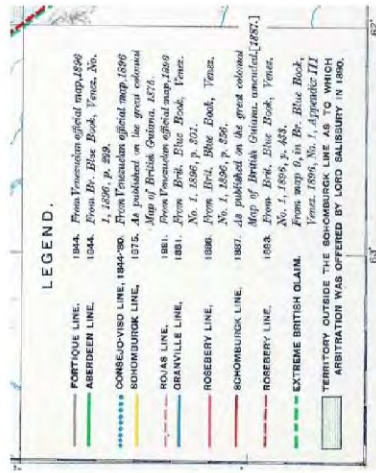 LEGEND.
FORTIQUE LINE, 1844. From Venezuelan official map, 1896
ABERDEEN LINE, 1844. From Br. Blue Book, Venez. No.
1, 1896, p. 299.
CONSEJO-VISO LINE, 1844-'90. From Venezuelan official map, 1896
SCHOMBURGK LINE, 1875. As published on the great colonial
Map of British Guiana, 1875.
ROJAS LINE, 1881. From Venezuelan official map, 1896
GRANVILLE LINE, 1881. From Brit. Blue Book, Venez.
No. 1, 1896, p. 301.
ROSEBERY LINE, 1886. From Brit. Blue Book, Venez.
No. 1, 1896, p. 396.
SCHOMBURGK LINE, 1887. As published on the great colonial
Map of British Guiana, amended, [1887.]
ROSEBERY LINE, 1893. From Brit. Blue Book, Venez.
No. 1, 1896, p. 433.
EXTREME BRITISH CLAIM. From map 9, in Br. Blue Book,
Venez. 1896, No. 1, Appendix III
TERRITORY OUTSIDE THE SCHOMBURGK LINE AS TO WHICH
ARBITRATION WAS OFFERED BY LORD SALISBURY IN 1890.
63°
62°